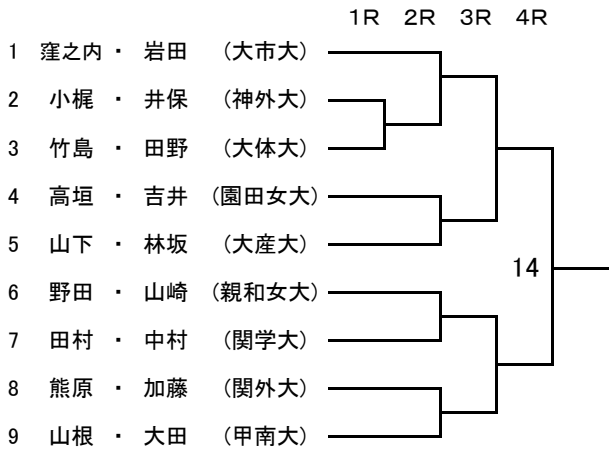 1R 2R 3R 4R
1 窪之内 ・ 岩田 (大市大)
2 小梶 ・ 井保 (神外大)
3 竹島 ・ 田野 (大体大)
4 高垣 ・ 吉井 (園田女大)
5 山下 ・ 林坂 (大産大)
14
6 野田 ・ 山崎 (親和女大)
7 田村 ・ 中村 (関学大)
8 熊原 ・ 加藤 (関外大)
9 山根 ・ 大田 (甲南大)